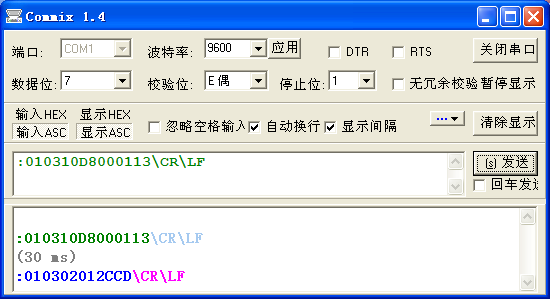 Commix 1.4
端口: COM1 波特率: 9600 应用 DTR RTS 关闭串口
数据位: 7 校验位: E 偶 停止位: 1 无冗余校验 暂停显示
输入HEX 显示HEX
输入ASC 显示ASC 忽略空格输入 自动换行 显示间隔 ... 清除显示
:010310D8000113\CR\LF
[s] 发送
回车发送
:010310D8000113\CR\LF
(30 ms)
:010302012CCD\CR\LF